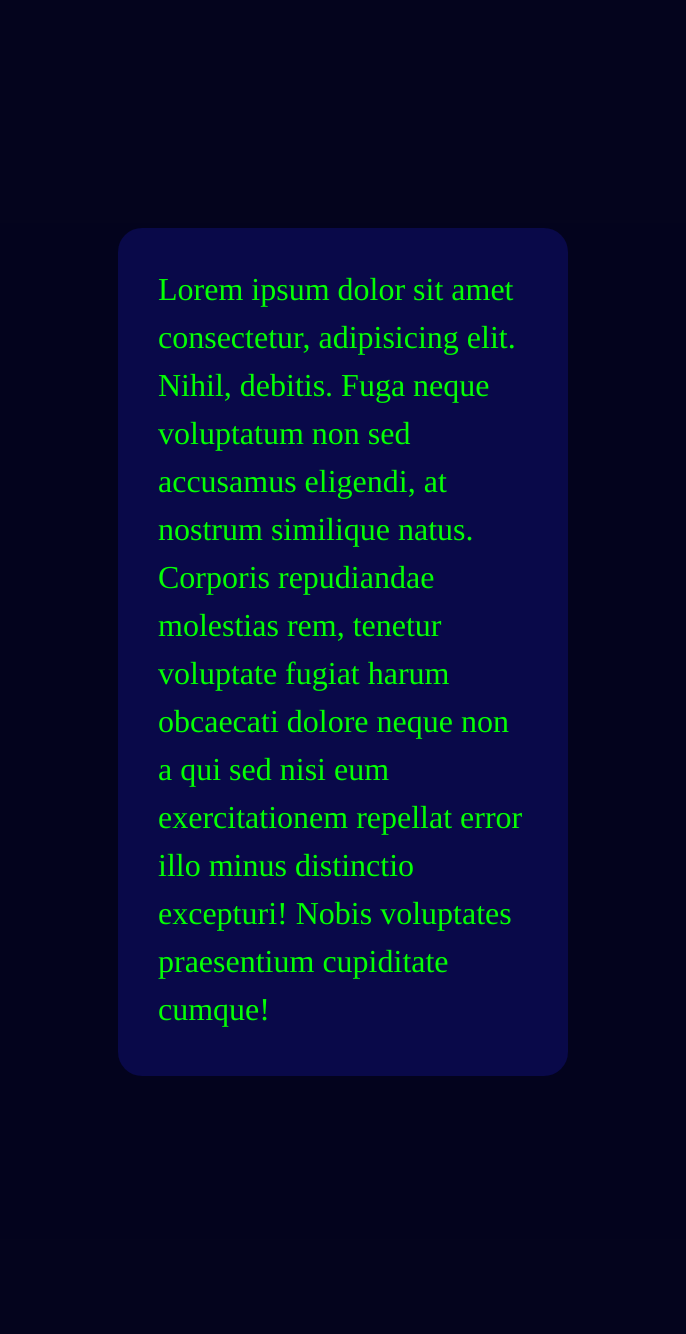 Lorem ipsum dolor sit amet
consectetur, adipisicing elit.
Nihil, debitis. Fuga neque
voluptatum non sed
accusamus eligendi, at
nostrum similique natus.
Corporis repudiandae
molestias rem, tenetur
voluptate fugiat harum
obcaecati dolore neque non
a qui sed nisi eum
exercitationem repellat error
illo minus distinctio
excepturi! Nobis voluptates
praesentium cupiditate
cumque!